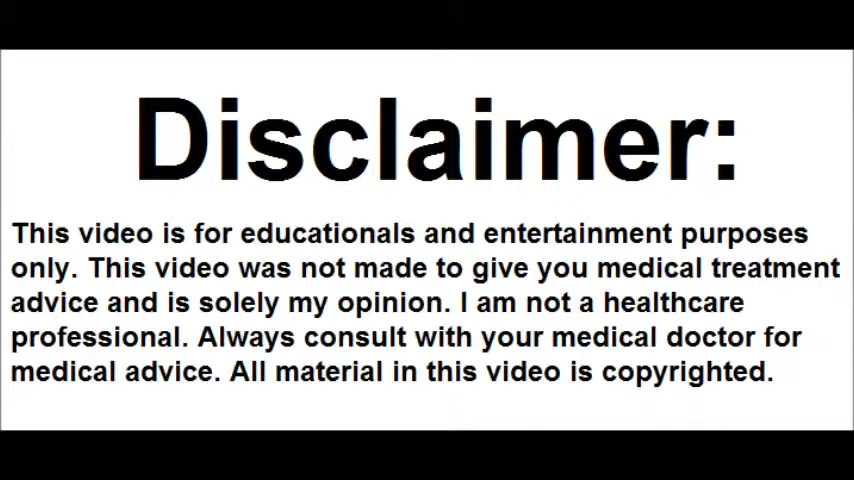 Disclaimer:
This video is for educationals and entertainment purposes
only. This video was not made to give you medical treatment
advice and is solely my opinion. I am not a healthcare
professional. Always consult with your medical doctor for
medical advice. All material in this video is copyrighted.